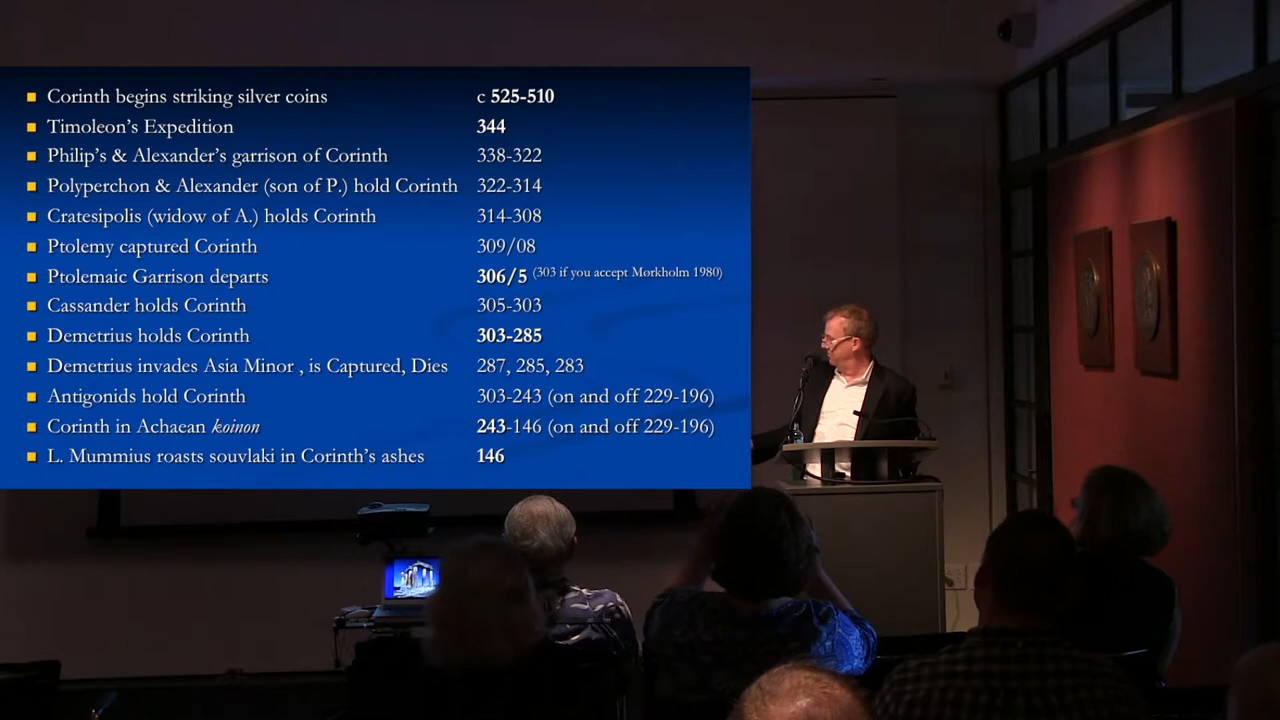 Corinth begins striking silver coins c 525-510
Timoleon's Expedition 344
Philip's & Alexander's garrison of Corinth 338-322
Polyperchon & Alexander (son of P.) hold Corinth 322-314
Cratesipolis (widow of A.) holds Corinth 314-308
Ptolemy captured Corinth 309/08
Ptolemaic Garrison departs 306/5 (303 if you accept Mørkholm 1980)
Cassander holds Corinth 305-303
Demetrius holds Corinth 303-285
Demetrius invades Asia Minor , is Captured, Dies 287, 285, 283
Antigonids hold Corinth 303-243 (on and off 229-196)
Corinth in Achaean koinon 243-146 (on and off 229-196)
L. Mummius roasts souvlaki in Corinth's ashes 146